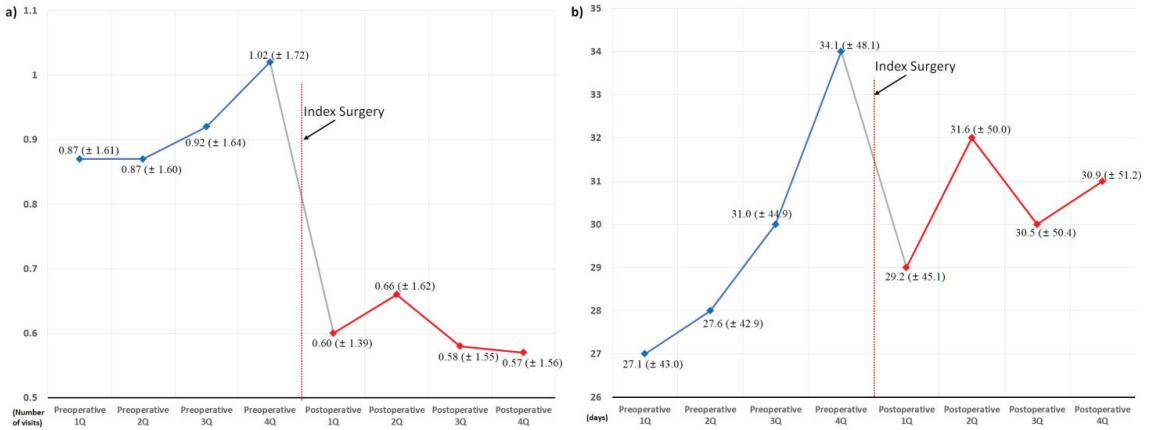 a)
1.1
1
0.9
0.8
0.7
0.6
0.5
0.87 (± 1.61)
0.87 (± 1.60)
0.92 (± 1.64)
1.02 (± 1.72)
Index Surgery
0.60 (± 1.39)
0.66 (± 1.62)
0.58 (± 1.55)
0.57 (± 1.56)
(Number
of visits)
Preoperative
1Q
Preoperative
2Q
Preoperative
3Q
Preoperative
4Q
Postoperative
1Q
Postoperative
2Q
Postoperative
3Q
Postoperative
4Q
b)
35
34
33
32
31
30
29
28
27
26
27.1 (± 43.0)
27.6 (± 42.9)
31.0 (± 44.9)
34.1 (± 48.1)
Index Surgery
29.2 (± 45.1)
31.6 (± 50.0)
30.5 (± 50.4)
30.9 (± 51.2)
(days)
Preoperative
1Q
Preoperative
2Q
Preoperative
3Q
Preoperative
4Q
Postoperative
1Q
Postoperative
2Q
Postoperative
3Q
Postoperative
4Q